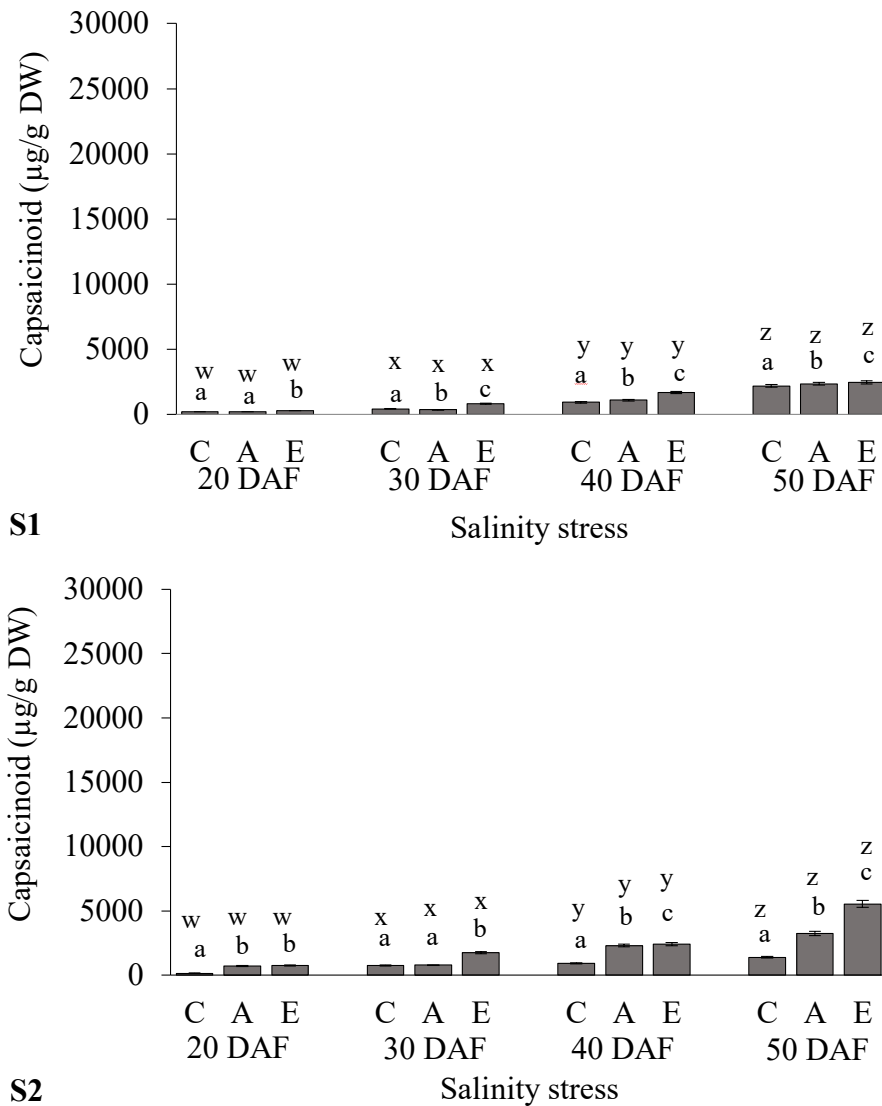 Capsaicinoid (µg/g DW)
30000
25000
20000
15000
10000
5000
0
w w w x x x y y y z z z
a a b a b c a b c a b c
C A E C A E C A E C A E
20 DAF 30 DAF 40 DAF 50 DAF
S1
Salinity stress
Capsaicinoid (µg/g DW)
30000
25000
20000
15000
10000
5000
0
w w w x x x y y y z z z
a b b a a b a b c a b c
C A E C A E C A E C A E
20 DAF 30 DAF 40 DAF 50 DAF
S2
Salinity stress